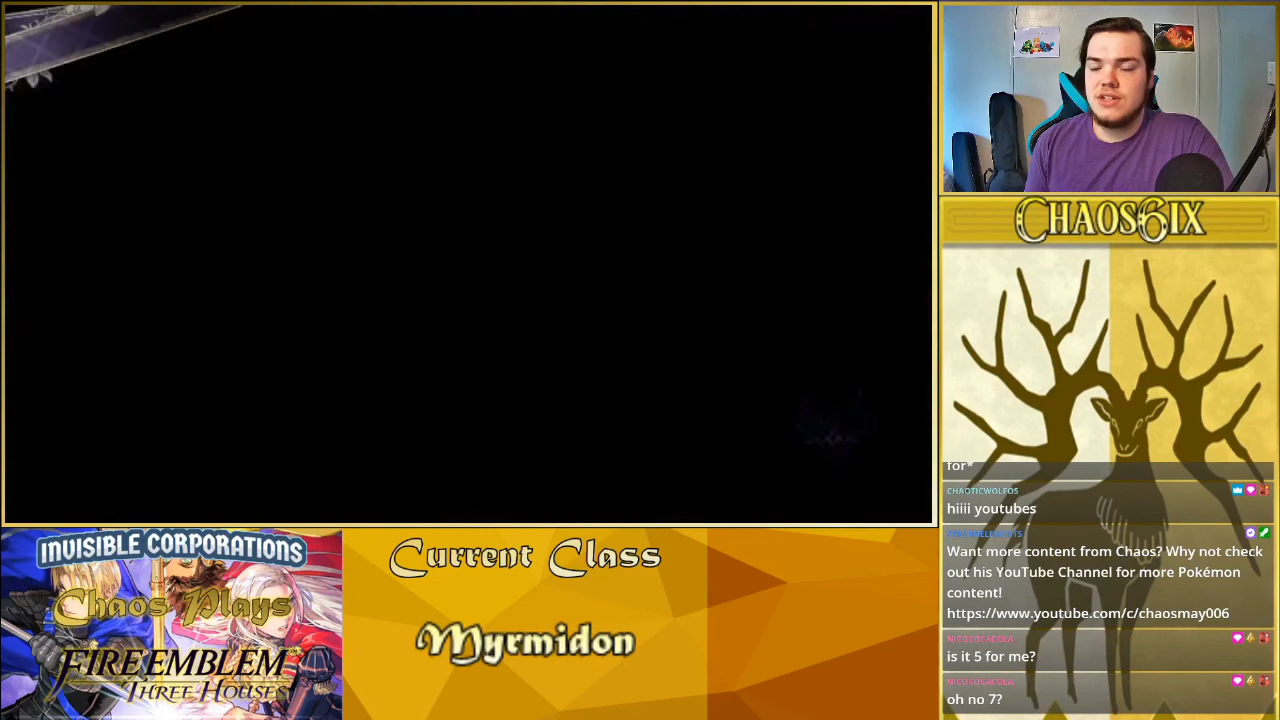 CHAOS6IX
for*
CHAOTICWOLFOS
hiiii youtubes
Want more content from Chaos? Why not check
out his YouTube Channel for more Pokémon
content!
https://www.youtube.com/c/chaosmay006
NICOCOCACOLA
is it 5 for me?
NICOCOCACOLA
oh no 7?
INVISIBLE CORPORATIONS
Chaos Plays
FIRE EMBLEM
THREE HOUSES
Current Class
Myrmidon